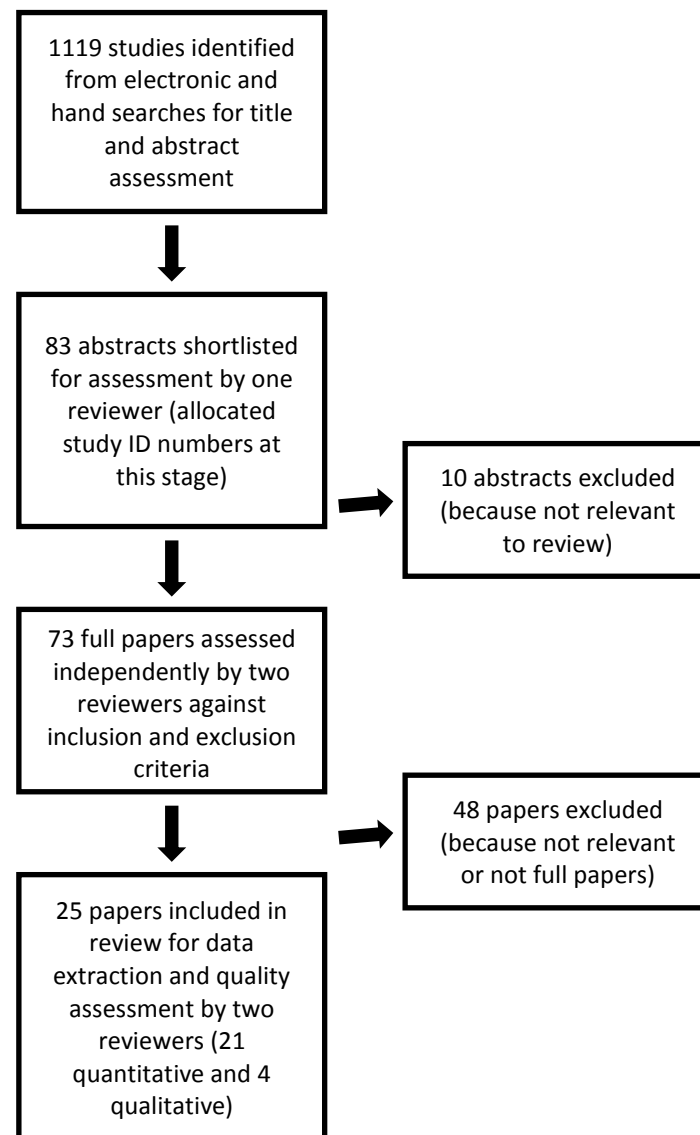 1119 studies identified
from electronic and
hand searches for title
and abstract
assessment
83 abstracts shortlisted
for assessment by one
reviewer (allocated
study ID numbers at
this stage)
10 abstracts excluded
(because not relevant
to review)
73 full papers assessed
independently by two
reviewers against
inclusion and exclusion
criteria
48 papers excluded
(because not relevant
or not full papers)
25 papers included in
review for data
extraction and quality
assessment by two
reviewers (21
quantitative and 4
qualitative)